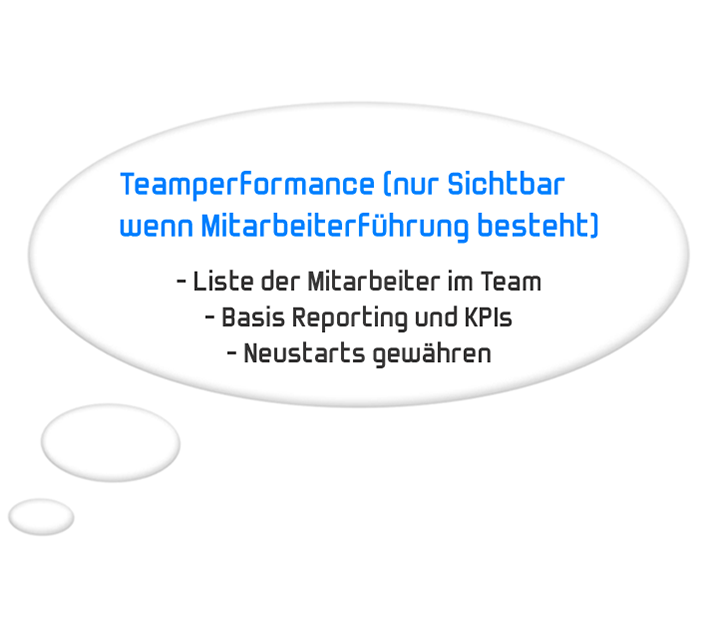 Teamperformance (nur Sichtbar
wenn Mitarbeiterführung besteht)
- Liste der Mitarbeiter im Team
- Basis Reporting und KPIs
- Neustarts gewähren